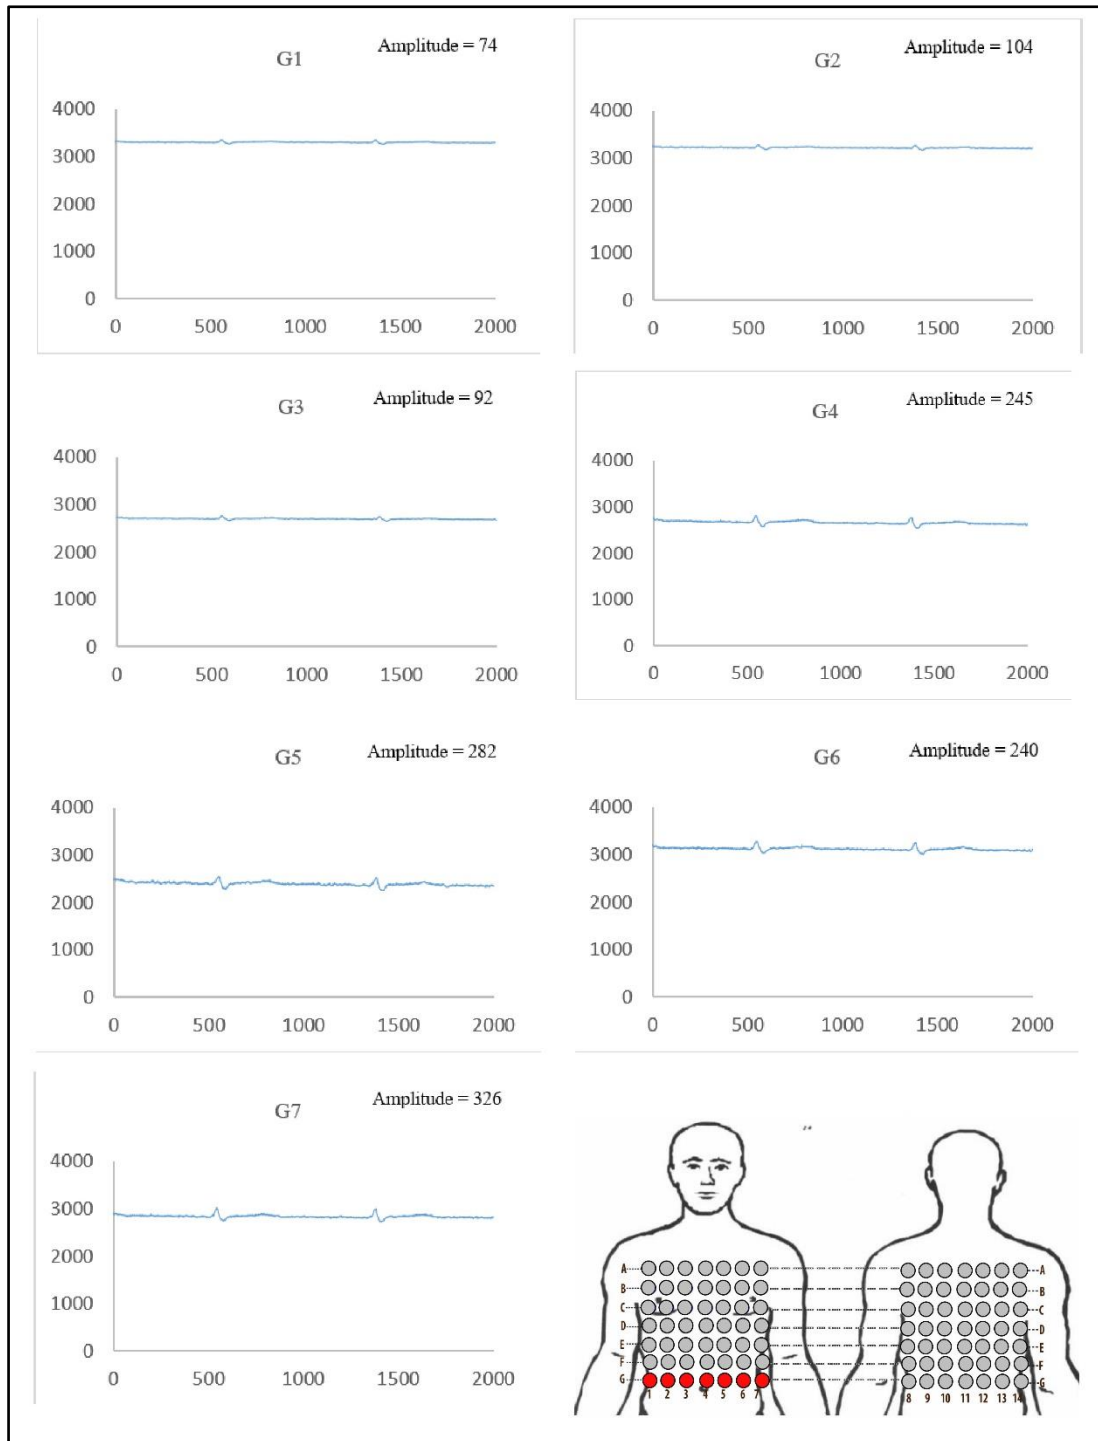 G1
Amplitude = 74
4000
3000
2000
1000
0
0 500 1000 1500 2000
G2
Amplitude = 104
4000
3000
2000
1000
0
0 500 1000 1500 2000
G3
Amplitude = 92
4000
3000
2000
1000
0
0 500 1000 1500 2000
G4
Amplitude = 245
4000
3000
2000
1000
0
0 500 1000 1500 2000
G5
Amplitude = 282
4000
3000
2000
1000
0
0 500 1000 1500 2000
G6
Amplitude = 240
4000
3000
2000
1000
0
0 500 1000 1500 2000
G7
Amplitude = 326
4000
3000
2000
1000
0
0 500 1000 1500 2000
A A
B B
C C
D D
E E
F F
G G
1 2 3 4 5 6 7 8 9 10 11 12 13 14